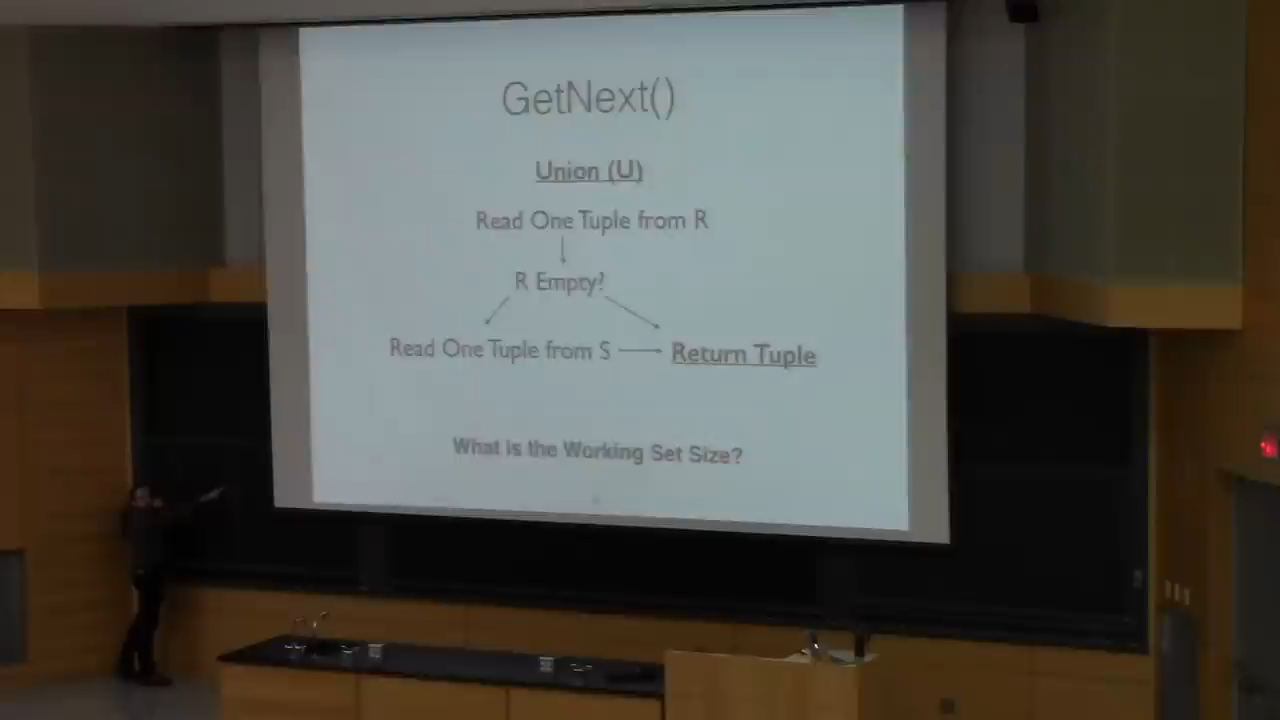 GetNext()
Union (U)
Read One Tuple from R
R Empty?
Read One Tuple from S
Return Tuple
What is the Working Set Size?